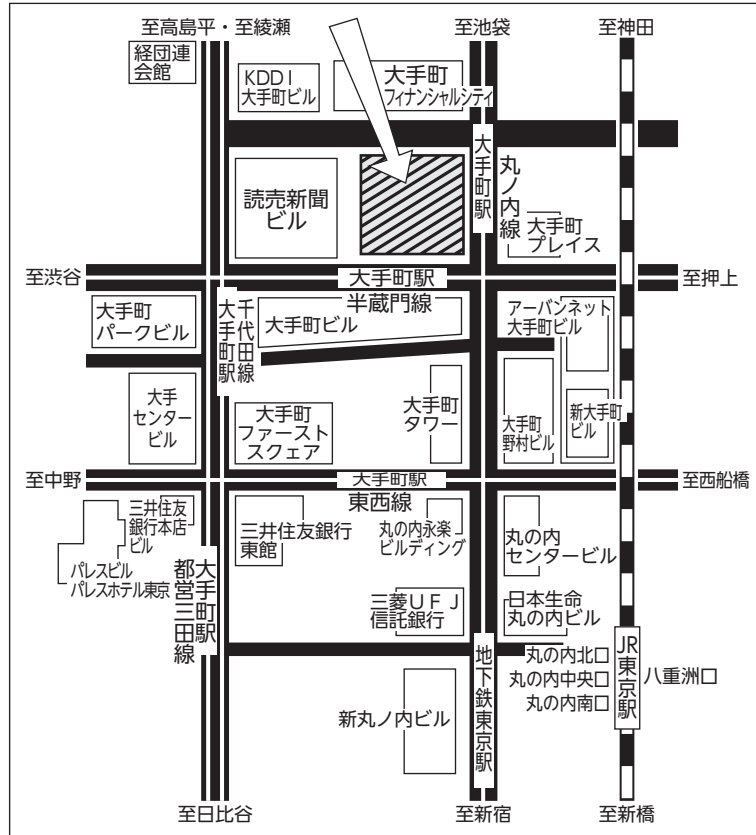 至高島平・至綾瀬
至池袋
至神田
経団連
会館
KDDI
大手町ビル
大手町
フィナンシャルシティ
大手町駅
丸ノ内線
読売新聞
ビル
大手町
プレイス
至渋谷
大手町駅
至押上
半蔵門線
大手町
パークビル
千代田線
大手町駅
大手町ビル
アーバンネット
大手町ビル
大手
センター
ビル
大手町
ファースト
スクェア
大手町
タワー
大手町
野村ビル
新大手町
ビル
至中野
大手町駅
至西船橋
東西線
三井住友
銀行本店
ビル
三井住友銀行
東館
丸の内永楽
ビルディング
丸の内
センタービル
パレスビル
パレスホテル東京
大手町駅
都営三田線
三菱UFJ
信託銀行
日本生命
丸の内ビル
地下鉄東京駅
丸の内北口
丸の内中央口
丸の内南口
JR東京駅
八重洲口
新丸ノ内ビル
至日比谷
至新宿
至新橋